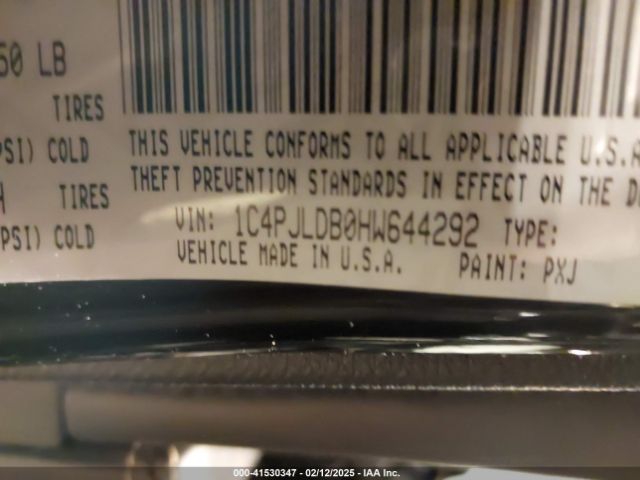 50 LB
TIRES
PSI) COLD
TIRES
PSI) COLD
THIS VEHICLE CONFORMS TO ALL APPLICABLE U.S.A
THEFT PREVENTION STANDARDS IN EFFECT ON THE D
VIN: 1C4PJLDB0HW644292 TYPE:
VEHICLE MADE IN U.S.A. PAINT: PXJ
000-41530347 - 02/12/2025 - IAA Inc.